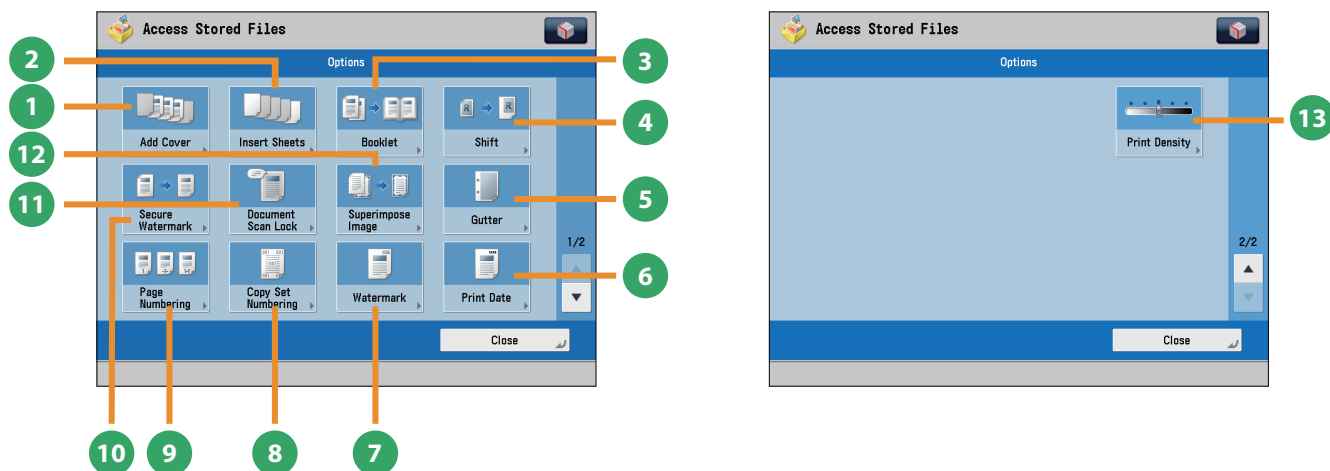 Access Stored Files
Options
Add Cover
Insert Sheets
Booklet
Shift
Secure
Watermark
Document
Scan Lock
Superimpose
Image
Gutter
Page
Numbering
Copy Set
Numbering
Watermark
Print Date
1/2
Close
1
2
3
4
5
6
7
8
9
10
11
12
Access Stored Files
Options
Print Density
2/2
Close
13